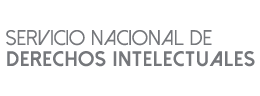 SERVICIO NACIONAL DE
DERECHOS INTELECTUALES